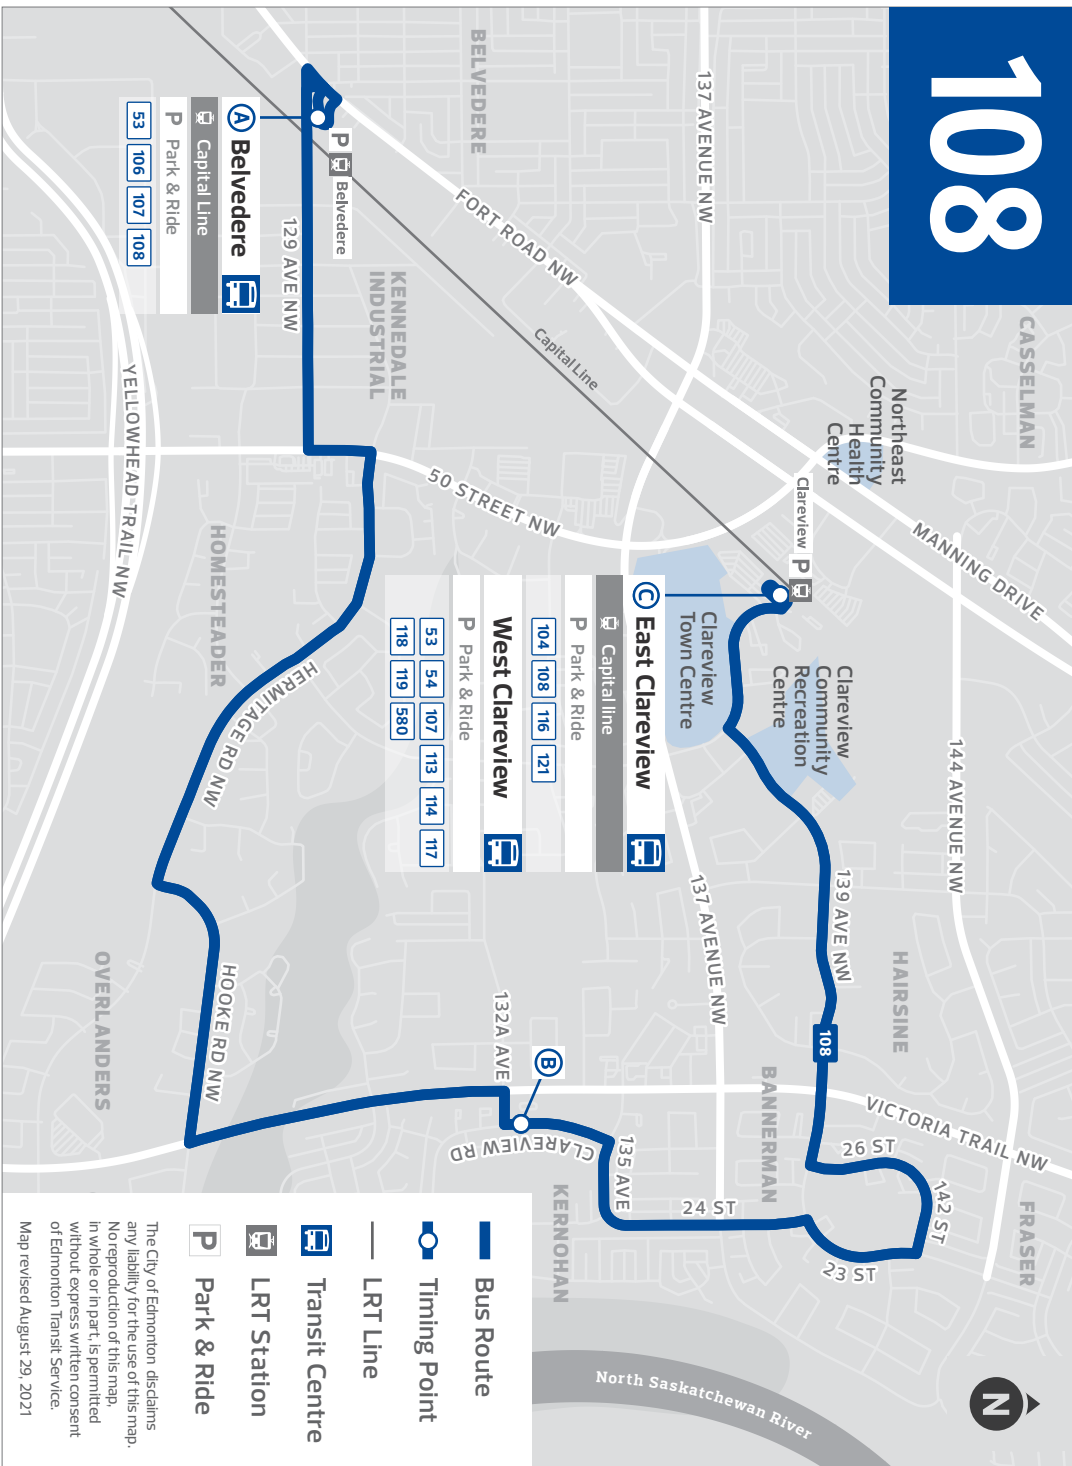 108
CASSELMAN
BELVEDERE
137 AVENUE NW
FORT ROAD NW
Northeast
Community
Health
Centre
MANNING DRIVE
144 AVENUE NW
Clareview
P
Capital Line
P
Belvedere
KENNEDALE
INDUSTRIAL
129 AVE NW
A Belvedere
Capital Line
P Park & Ride
53 106 107 108
50 STREET NW
YELLOWHEAD TRAIL NW
HOMESTEADER
HERMITAGE RD NW
Clareview
Town Centre
Clareview
Community
Recreation
Centre
C East Clareview
Capital line
P Park & Ride
104 108 116 121
West Clareview
P Park & Ride
53 54 107 113 114 117
118 119 580
137 AVENUE NW
139 AVE NW
HAIRSINE
108
VICTORIA TRAIL NW
BANNERMAN
26 ST
142 ST
23 ST
24 ST
FRASER
135 AVE
CLAREVIEW RD
132A AVE
B
KERNOHAN
HOOKE RD NW
OVERLANDERS
North Saskatchewan River
N
Bus Route
Timing Point
LRT Line
Transit Centre
LRT Station
P Park & Ride
The City of Edmonton disclaims
any liability for the use of this map.
No reproduction of this map,
in whole or in part, is permitted
without express written consent
of Edmonton Transit Service.
Map revised August 29, 2021